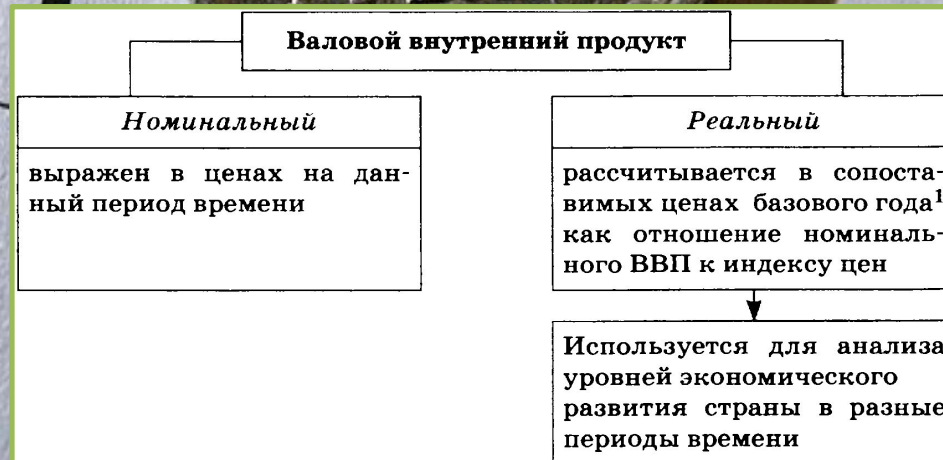 Валовой внутренний продукт
Номинальный
выражен в ценах на дан-
ный период времени
Реальный
рассчитывается в сопоста-
вимых ценах базового года¹
как отношение номиналь-
ного ВВП к индексу цен
Используется для анализа
уровней экономического
развития страны в разные
периоды времени